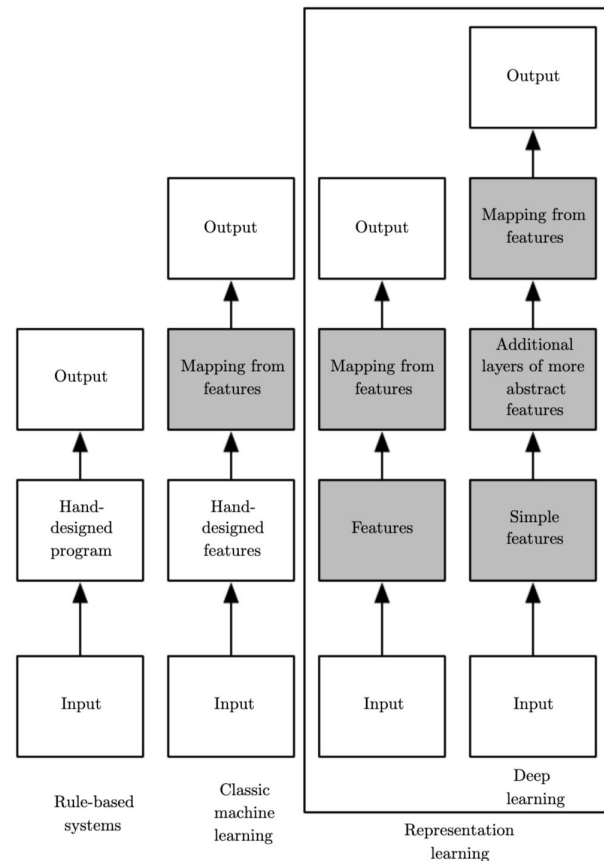 Output
Output
Output
Mapping from
features
Output
Mapping from
features
Mapping from
features
Additional
layers of more
abstract
features
Hand-
designed
program
Hand-
designed
features
Features
Simple
features
Input
Input
Input
Input
Rule-based
systems
Classic
machine
learning
Representation
learning
Deep
learning